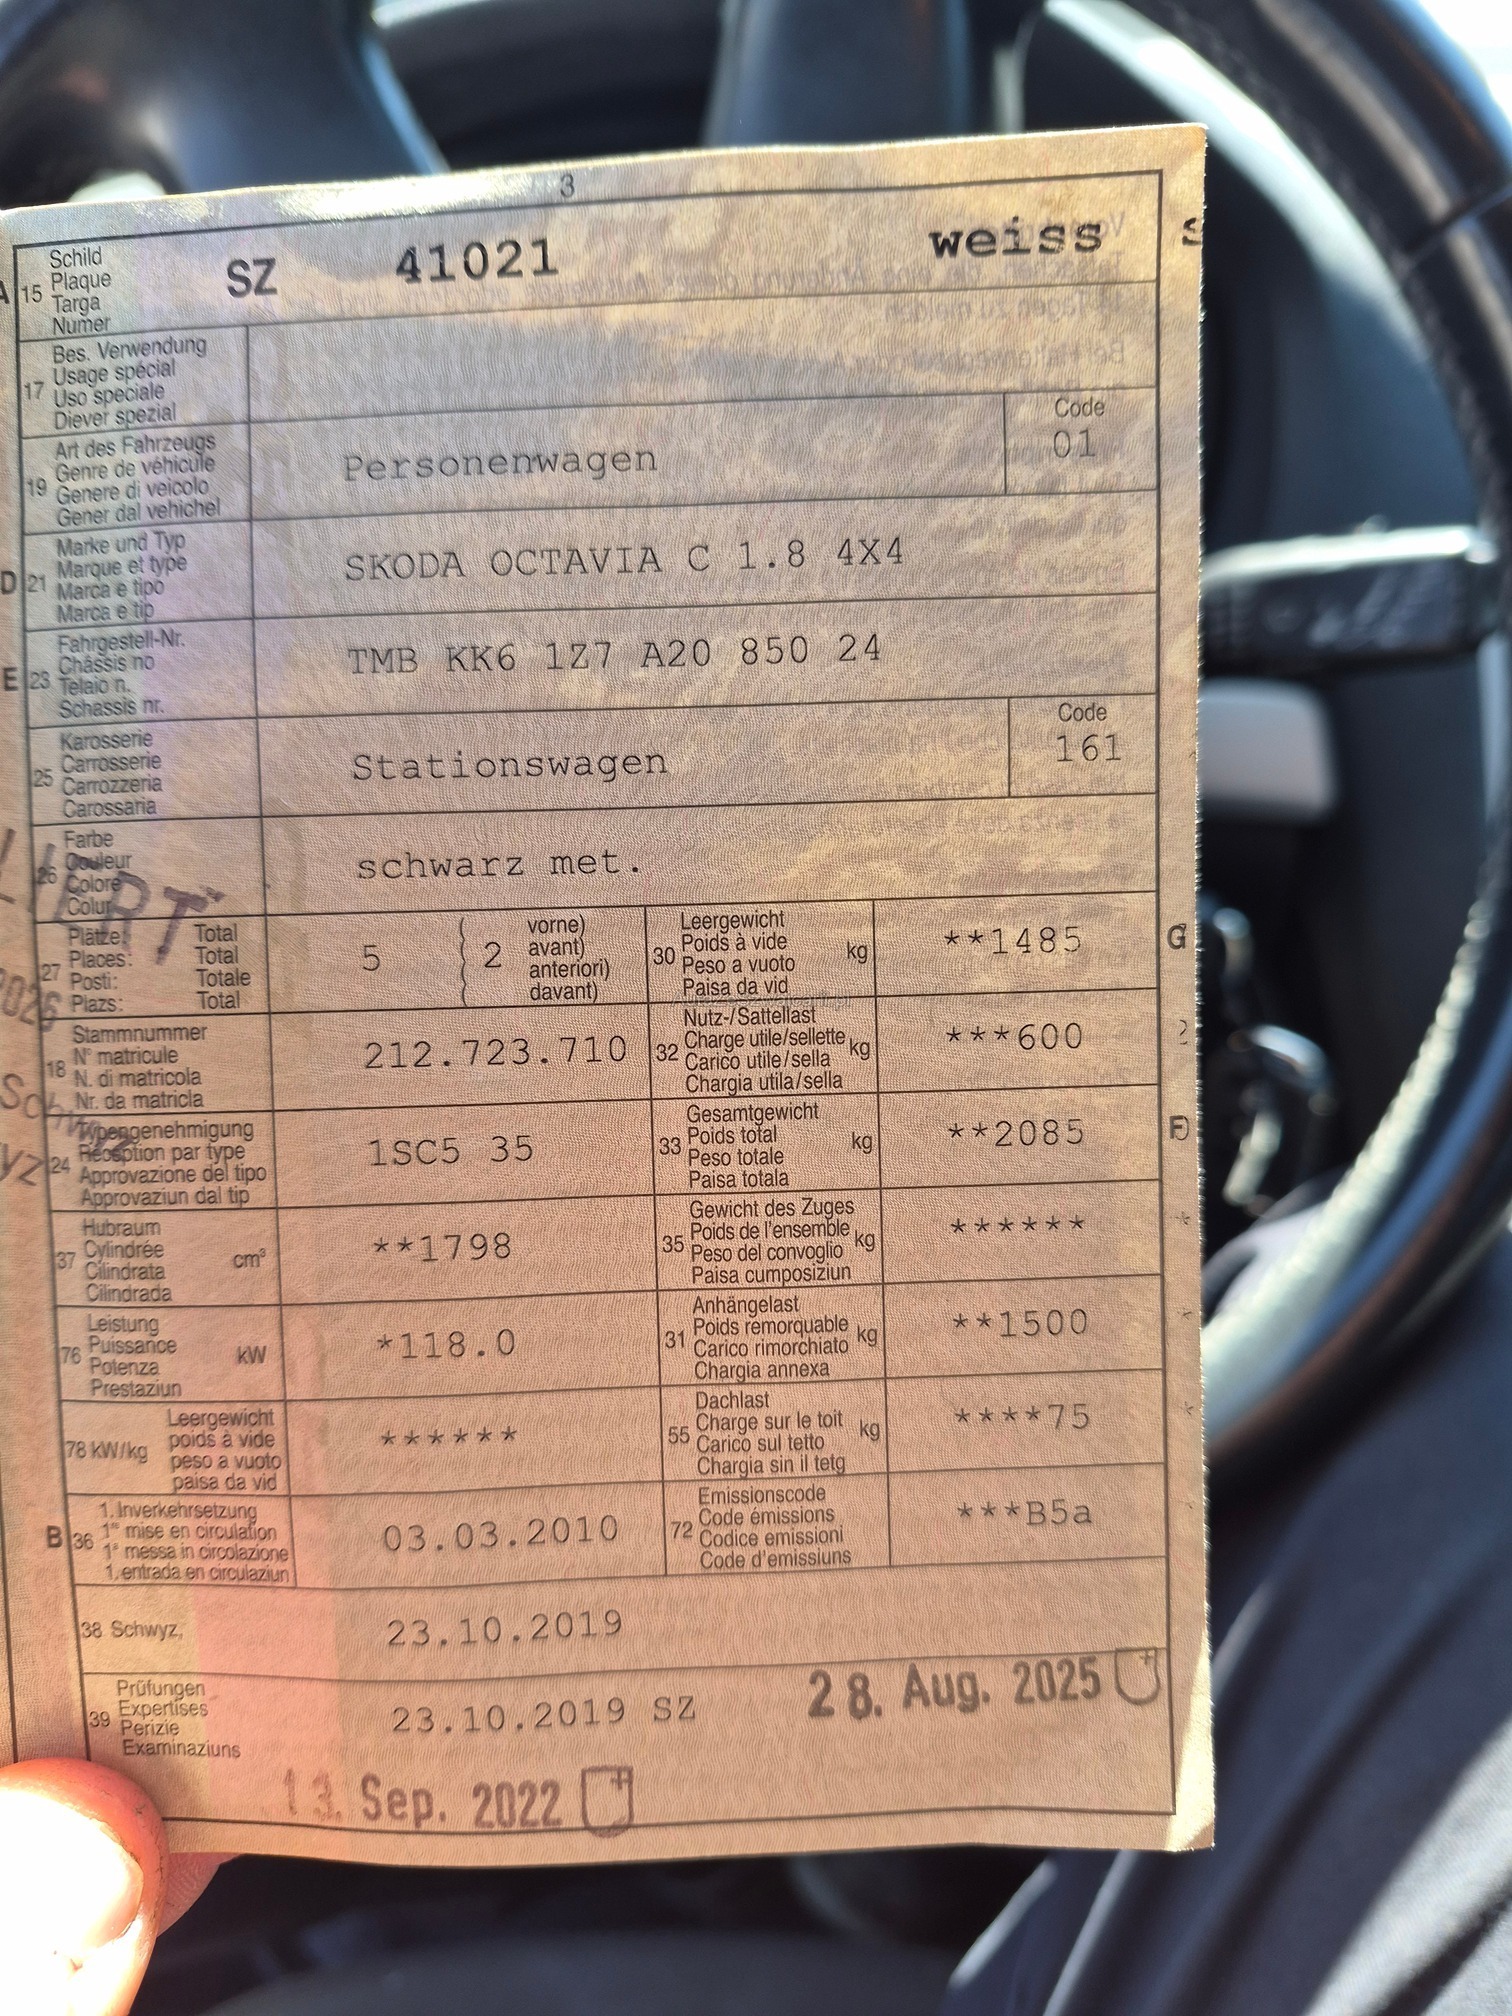 3
A 15 Schild Plaque Targa Numer SZ 41021 weiss
17 Bes. Verwendung Usage spécial Uso speciale Diever spezial
19 Art des Fahrzeugs Genre de véhicule Genere di veicolo Gener dal vehichel Personenwagen Code 01
D 21 Marke und Typ Marque et type Marca e tipo Marca e tip SKODA OCTAVIA C 1.8 4X4
E 23 Fahrgestell-Nr. Châssis no Telaio n. Schassis nr. TMB KK6 1Z7 A20 850 24
25 Karosserie Carrosserie Carrozzeria Carossaria Stationswagen Code 161
26 Farbe Couleur Colore Colur schwarz met.
27 Plätze: Places: Posti: Plazs: Total Total Totale Total 5 ( 2 vorne) avant) anteriori) davant)
30 Leergewicht Poids à vide Peso a vuoto Paisa da vid kg **1485 G
18 Stammnummer N° matricule N. di matricola Nr. da matricla 212.723.710
32 Nutz-/Sattellast Charge utile/sellette Carico utile/sella Chargia utila/sella kg ***600
24 Typengenehmigung Réception par type Approvazione del tipo Approvaziun dal tip 1SC5 35
33 Gesamtgewicht Poids total Peso totale Paisa totala kg **2085 F
37 Hubraum Cylindrée Cilindrata Cilindrada cm³ **1798
35 Gewicht des Zuges Poids de l'ensemble Peso del convoglio Paisa cumposiziun kg ******
76 Leistung Puissance Potenza Prestaziun kW *118.0
31 Anhängelast Poids remorquable Carico rimorchiato Chargia annexa kg **1500
78 kW/kg Leergewicht poids à vide peso a vuoto paisa da vid ******
55 Dachlast Charge sur le toit Carico sul tetto Chargia sin il tetg kg ****75
B 36 1. Inverkehrsetzung 1re mise en circulation 1a messa in circolazione 1. entrada en circulaziun 03.03.2010
72 Emissionscode Code émissions Codice emissioni Code d'emissiuns ***B5a
38 Schwyz, 23.10.2019
39 Prüfungen Expertises Perizie Examinaziuns 23.10.2019 SZ 28. Aug. 2025
13. Sep. 2022